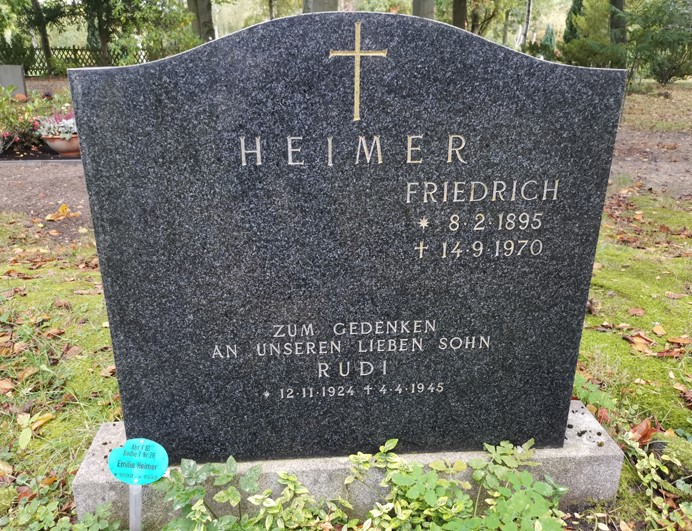 HEIMER
FRIEDRICH
* 8·2·1895
† 14·9·1970
ZUM GEDENKEN
AN UNSEREN LIEBEN SOHN
RUDI
* 12·11·1924 † 4·4·1945
Emilie Heimer